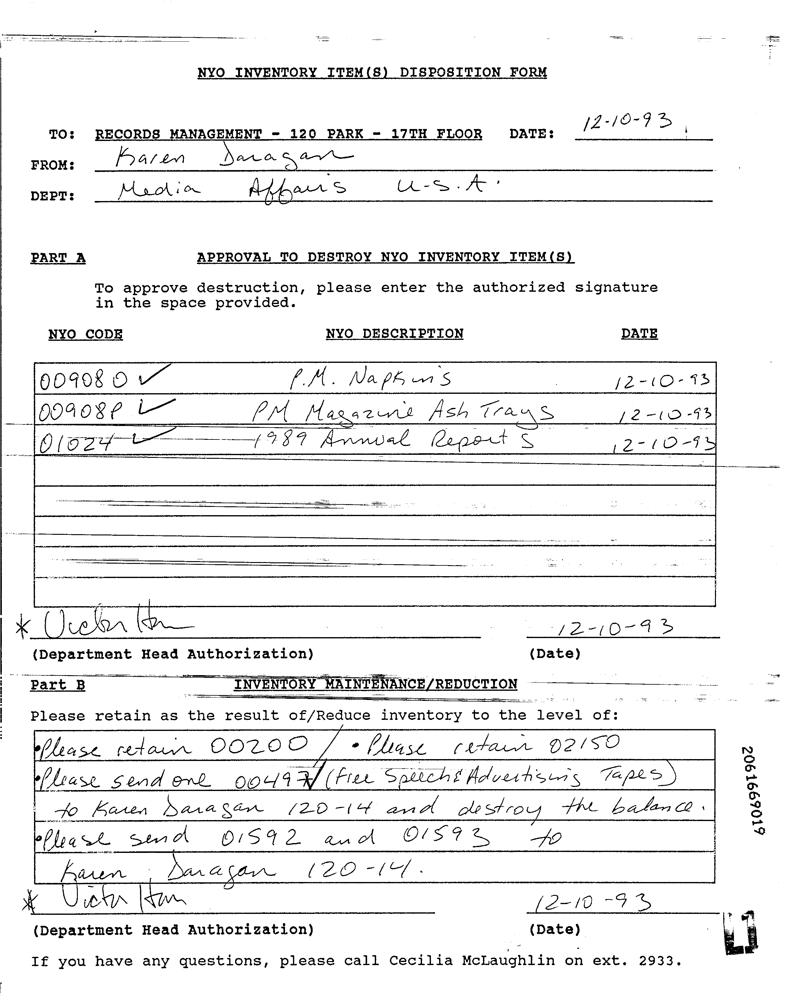 NYO INVENTORY ITEM(S) DISPOSITION FORM
TO: RECORDS MANAGEMENT - 120 PARK - 17TH FLOOR DATE: 12-10-93
FROM: Karen Daragan
DEPT: Media Affairs U.S.A.
PART A APPROVAL TO DESTROY NYO INVENTORY ITEM(S)
To approve destruction, please enter the authorized signature
in the space provided.
NYO CODE NYO DESCRIPTION DATE
00908O ✓ P.M. Napkins 12-10-93
00908P ✓ PM Magazine Ash Trays 12-10-93
01024 ✓ 1989 Annual Reports 12-10-93
* Victor Han 12-10-93
(Department Head Authorization) (Date)
Part B INVENTORY MAINTENANCE/REDUCTION
Please retain as the result of/Reduce inventory to the level of:
• Please retain 00200 / • Please retain 02150
• Please send one 00497 (Free Speech & Advertising Tapes)
to Karen Daragan 120-14 and destroy the balance.
• Please send 01592 and 01593 to
Karen Daragan 120-14.
* Victor Han 12-10-93
(Department Head Authorization) (Date)
If you have any questions, please call Cecilia McLaughlin on ext. 2933.
2061669019